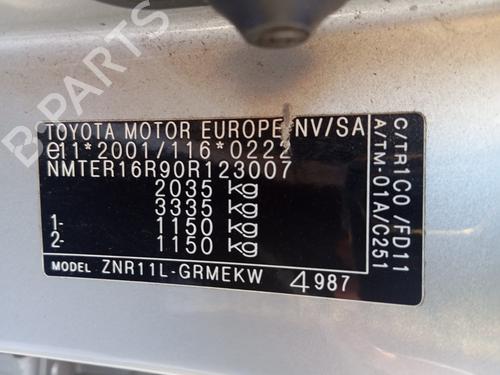 TOYOTA MOTOR EUROPE NV/SA
e11*2001/116*0222
NMTER16R90R123007
2035 kg
3335 kg
1- 1150 kg
2- 1150 kg
MODEL ZNR11L-GRMEKW 4987
C/TR1C0 /FD11
A/TM-01A/C251
B-PARTS